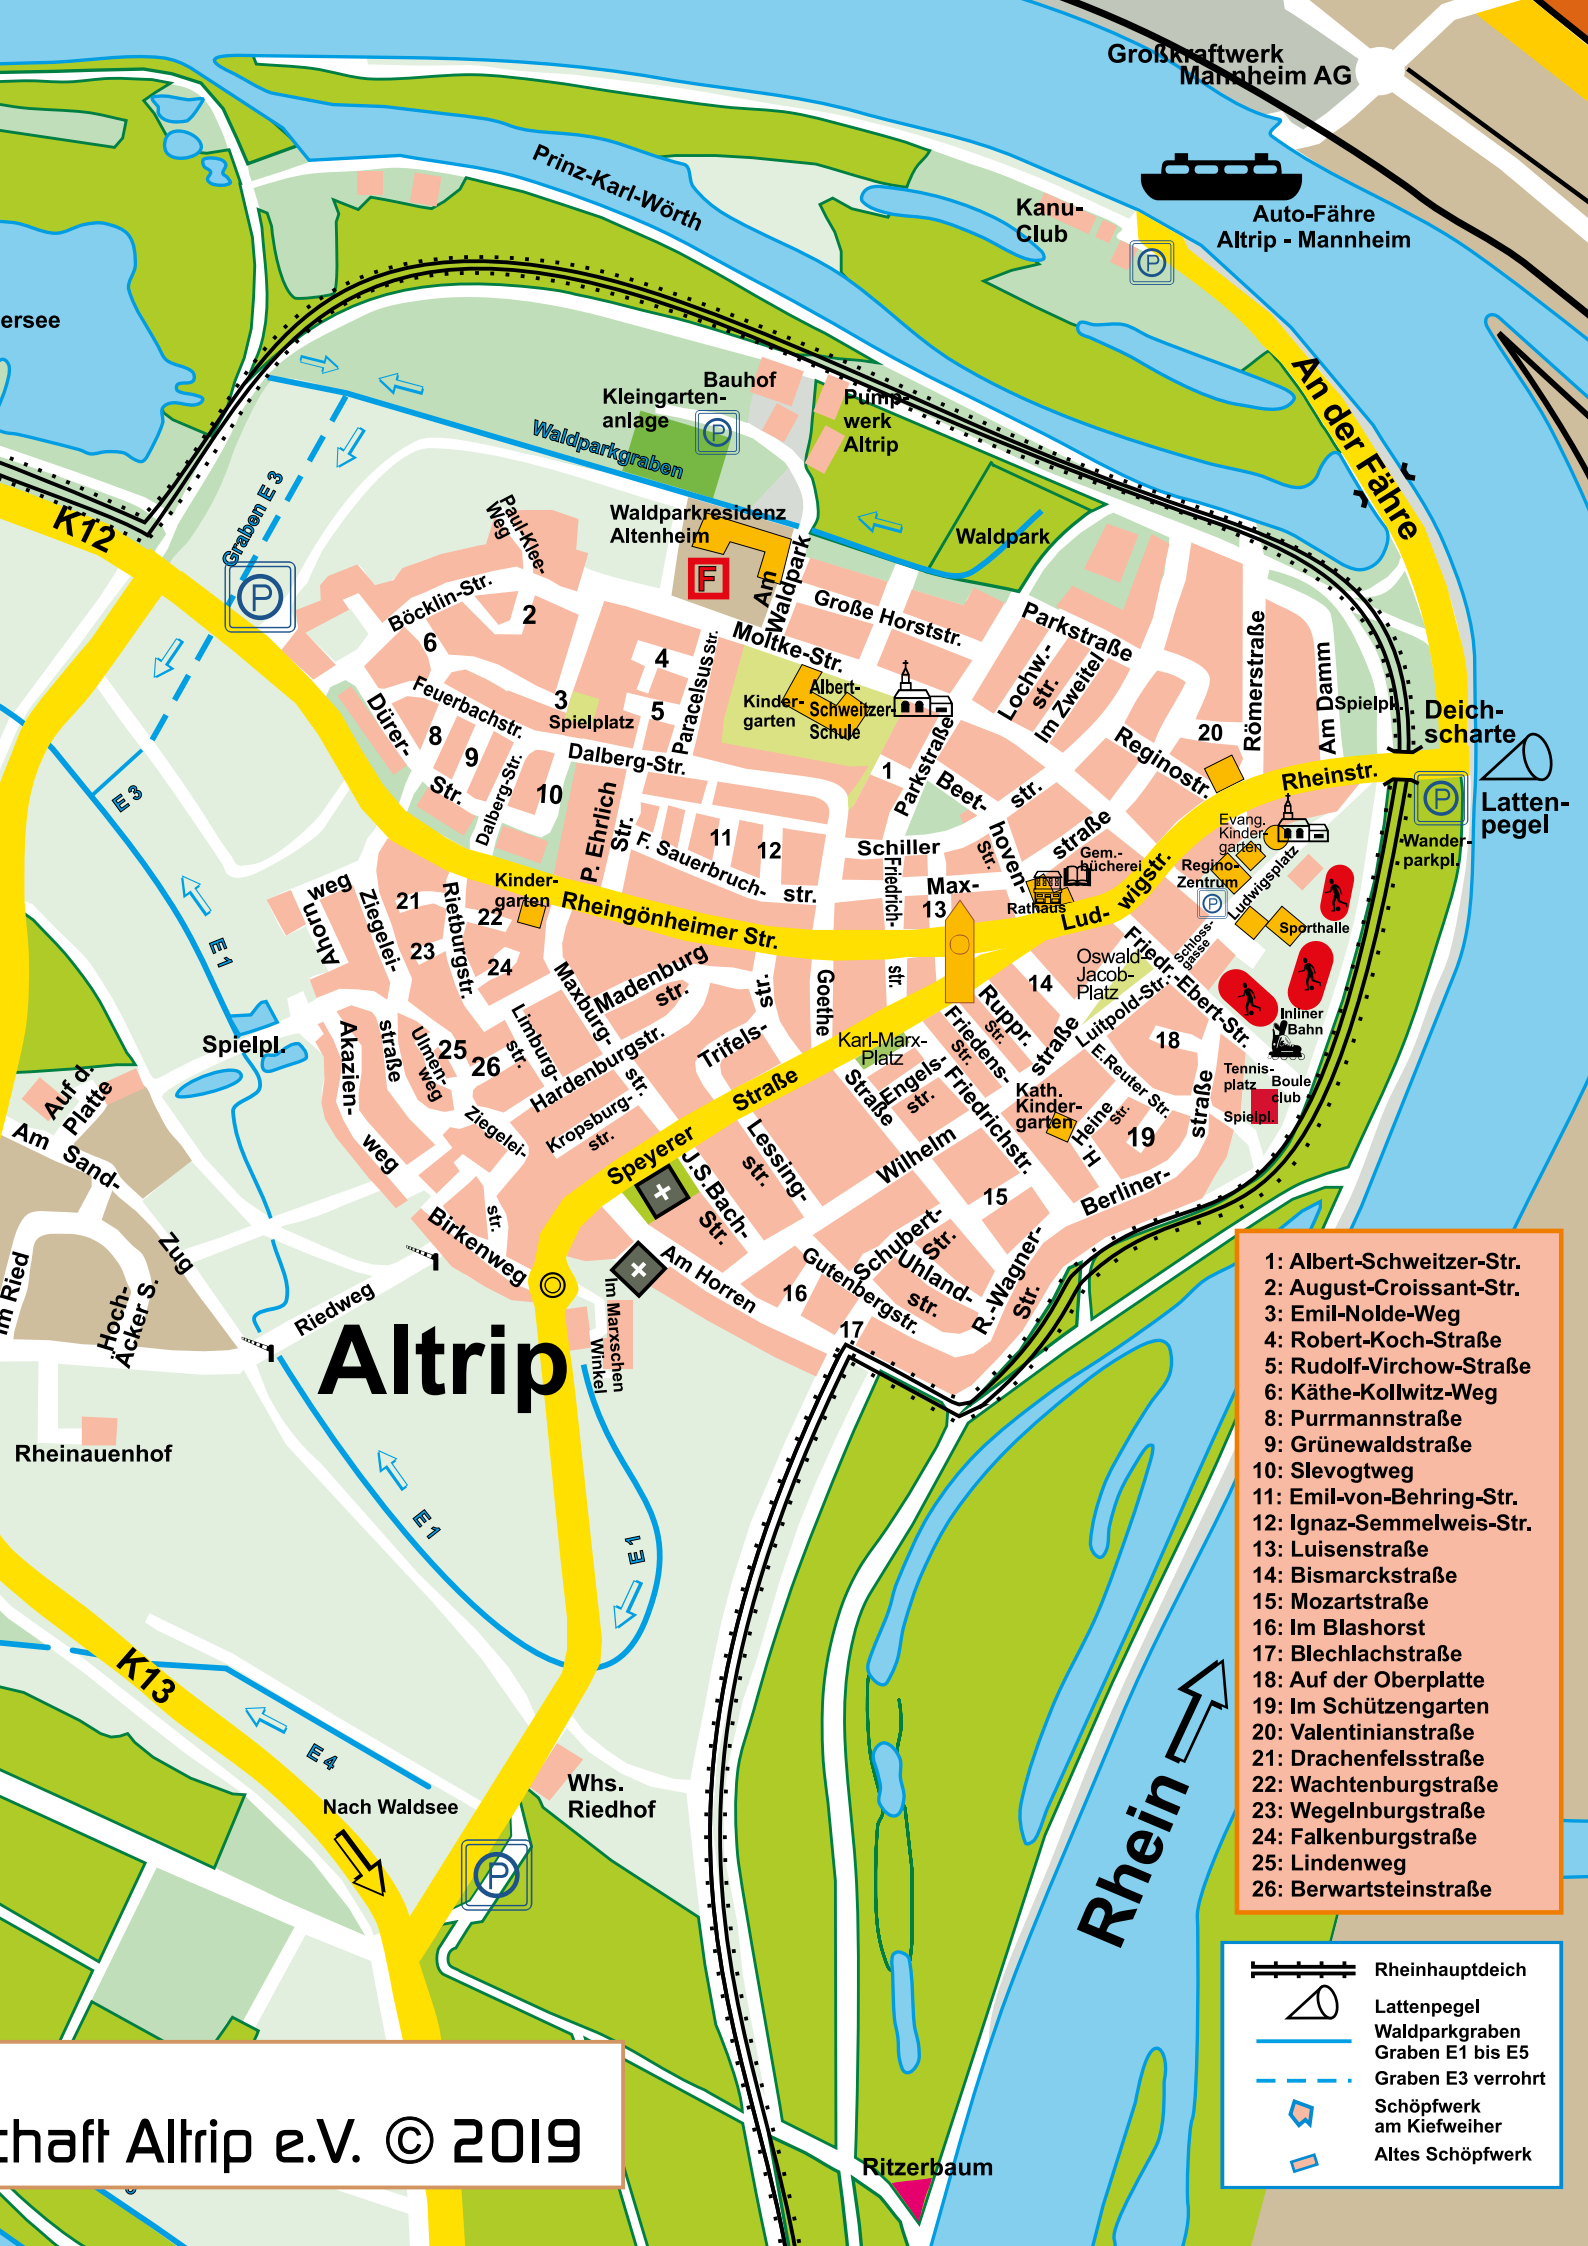 Großkraftwerk
Mannheim AG
Prinz-Karl-Wörth
Kanu-
Club
Auto-Fähre
Altrip - Mannheim
ersee
An der Fähre
Bauhof
Kleingarten-
anlage
Pump-
werk
Altrip
Waldparkgraben
Graben E 3
K12
Paul-Klee-
Weg
Waldparkresidenz
Altenheim
F
Am
Waldpark
Waldpark
Böcklin-Str.
2
6
Große Horststr.
Parkstraße
Moltke-Str.
Lochw.-
str.
Im Zweitel
Römerstraße
Am Damm
Spielpl.
Deich-
scharte
Latten-
pegel
Wander-
parkpl.
4
Paracelsusstr.
3
Spielplatz
5
Kinder-
garten
Albert-
Schweitzer-
Schule
Feuerbachstr.
Dürer-
Str.
8
9
10
Dalberg-Str.
Dalberg-Str.
1
Parkstraße
Beet-
hoven-
str.
Reginostr.
20
Rheinstr.
E 3
P. Ehrlich
Str.
F. Sauerbruch-
str.
11
12
Schiller
straße
Str.
Friedrich-
str.
Max-
13
Gem.-
bücherei
Rathaus
Evang.
Kinder-
garten
Regino-
Zentrum
Ludwigsplatz
Lud-
wigstr.
Sporthalle
Schloss-
gasse
Kinder-
garten
Rheingönheimer Str.
Ahorn
weg
Ziegelei-
straße
21
Rietburgstr.
22
23
24
Maxburg-
str.
Madenburg
str.
str.
Trifels-
Goethe
Straße
Limburg-
str.
Hardenburgstr.
Kropsburg-
str.
Akazien-
weg
Ulmen-
weg
25
26
Ziegelei-
str.
Spielpl.
E 1
Karl-Marx-
Platz
Engels-
str.
Friedens-
Str.
Ruppr.
Str.
14
straße
Oswald-
Jacob-
Platz
Luitpold-Str.
Friedr.-Ebert-Str.
18
E.Reuter Str.
Inliner
Bahn
Tennis-
platz
Boule
club
Spielpl.
Kath.
Kinder-
garten
H. Heine
Str.
19
straße
Berliner-
Friedrichstr.
Wilhelm
15
Speyerer
Straße
Lessing-
str.
J.S.Bach-
Str.
Am Horren
16
Gutenbergstr.
Schubert-
Str.
Uhland-
str.
R.-Wagner-
Str.
17
Auf d.
Platte
Am Sand-
Zug
Im Ried
Hoch-
Äcker S.
Riedweg
Birkenweg
Im Marxschen
Winkel
Altrip
Rheinauenhof
E 1
E 1
K13
E 4
Nach Waldsee
Whs.
Riedhof
Rhein
Ritzerbaum
1: Albert-Schweitzer-Str.
2: August-Croissant-Str.
3: Emil-Nolde-Weg
4: Robert-Koch-Straße
5: Rudolf-Virchow-Straße
6: Käthe-Kollwitz-Weg
8: Purrmannstraße
9: Grünewaldstraße
10: Slevogtweg
11: Emil-von-Behring-Str.
12: Ignaz-Semmelweis-Str.
13: Luisenstraße
14: Bismarckstraße
15: Mozartstraße
16: Im Blashorst
17: Blechlachstraße
18: Auf der Oberplatte
19: Im Schützengarten
20: Valentinianstraße
21: Drachenfelsstraße
22: Wachtenburgstraße
23: Wegelnburgstraße
24: Falkenburgstraße
25: Lindenweg
26: Berwartsteinstraße
Rheinhauptdeich
Lattenpegel
Waldparkgraben
Graben E1 bis E5
Graben E3 verrohrt
Schöpfwerk
am Kiefweiher
Altes Schöpfwerk
chaft Altrip e.V. © 2019